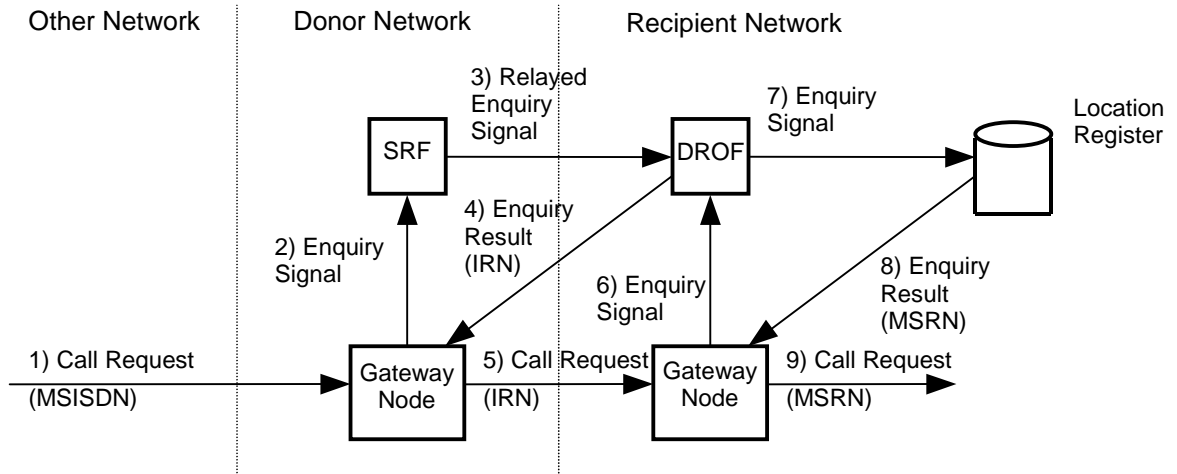 Other Network
Donor Network
Recipient Network
3) Relayed
Enquiry
Signal
7) Enquiry
Signal
Location
Register
SRF
DROF
4) Enquiry
Result
(IRN)
2) Enquiry
Signal
6) Enquiry
Signal
8) Enquiry
Result
(MSRN)
1) Call Request
(MSISDN)
Gateway
Node
5) Call Request
(IRN)
Gateway
Node
9) Call Request
(MSRN)